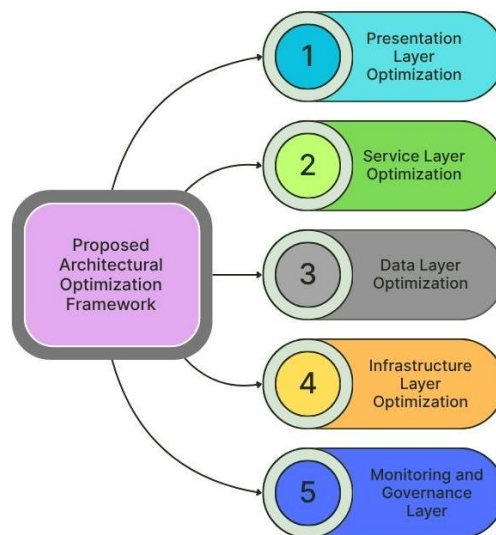 Proposed
Architectural
Optimization
Framework
1
Presentation
Layer
Optimization
2
Service Layer
Optimization
3
Data Layer
Optimization
4
Infrastructure
Layer
Optimization
5
Monitoring and
Governance
Layer